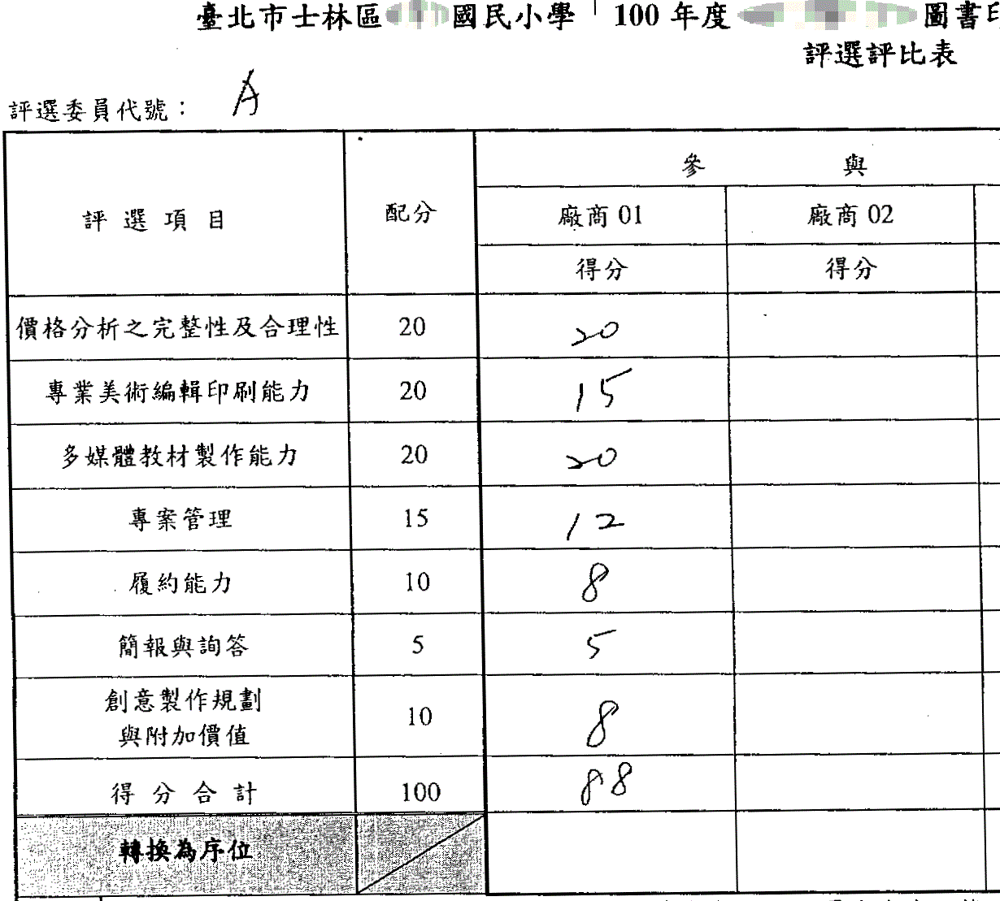 臺北市士林區 國民小學「100 年度 圖書印
評選評比表
評選委員代號： A
評 選 項 目 配分 參 與
廠商 01 廠商 02
得分 得分
價格分析之完整性及合理性 20 20
專業美術編輯印刷能力 20 15
多媒體教材製作能力 20 20
專案管理 15 12
履約能力 10 8
簡報與詢答 5 5
創意製作規劃
與附加價值 10 8
得 分 合 計 100 88
轉換為序位